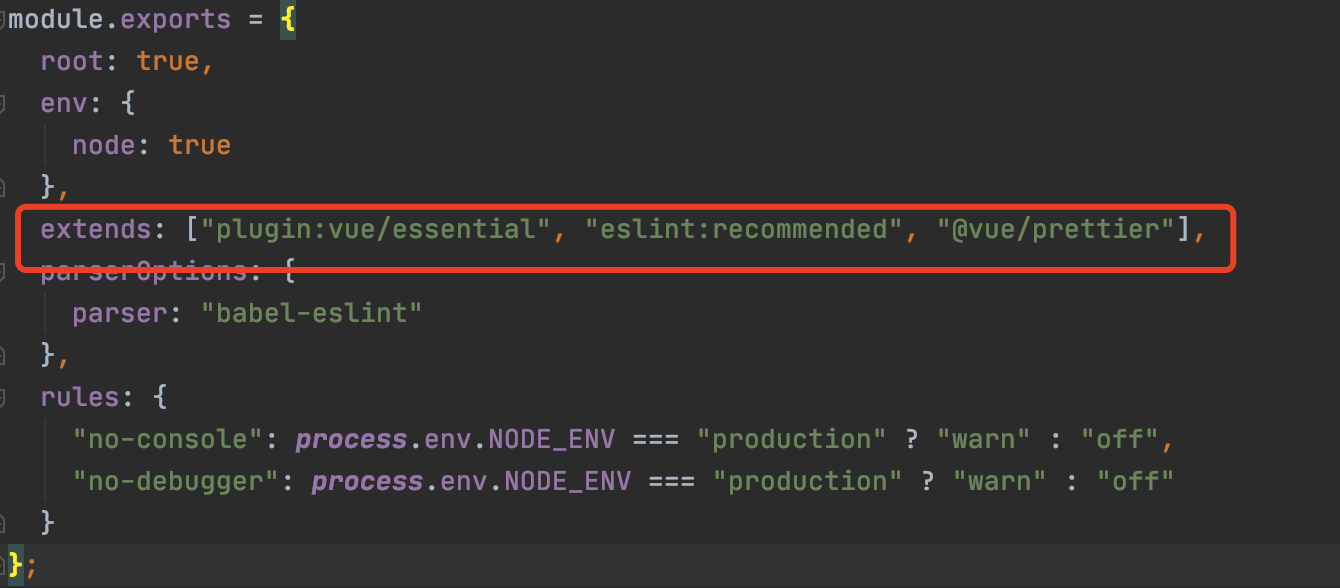 module.exports = {
  root: true,
  env: {
    node: true
  },
  extends: ["plugin:vue/essential", "eslint:recommended", "@vue/prettier"],
  parserOptions: {
    parser: "babel-eslint"
  },
  rules: {
    "no-console": process.env.NODE_ENV === "production" ? "warn" : "off",
    "no-debugger": process.env.NODE_ENV === "production" ? "warn" : "off"
  }
};